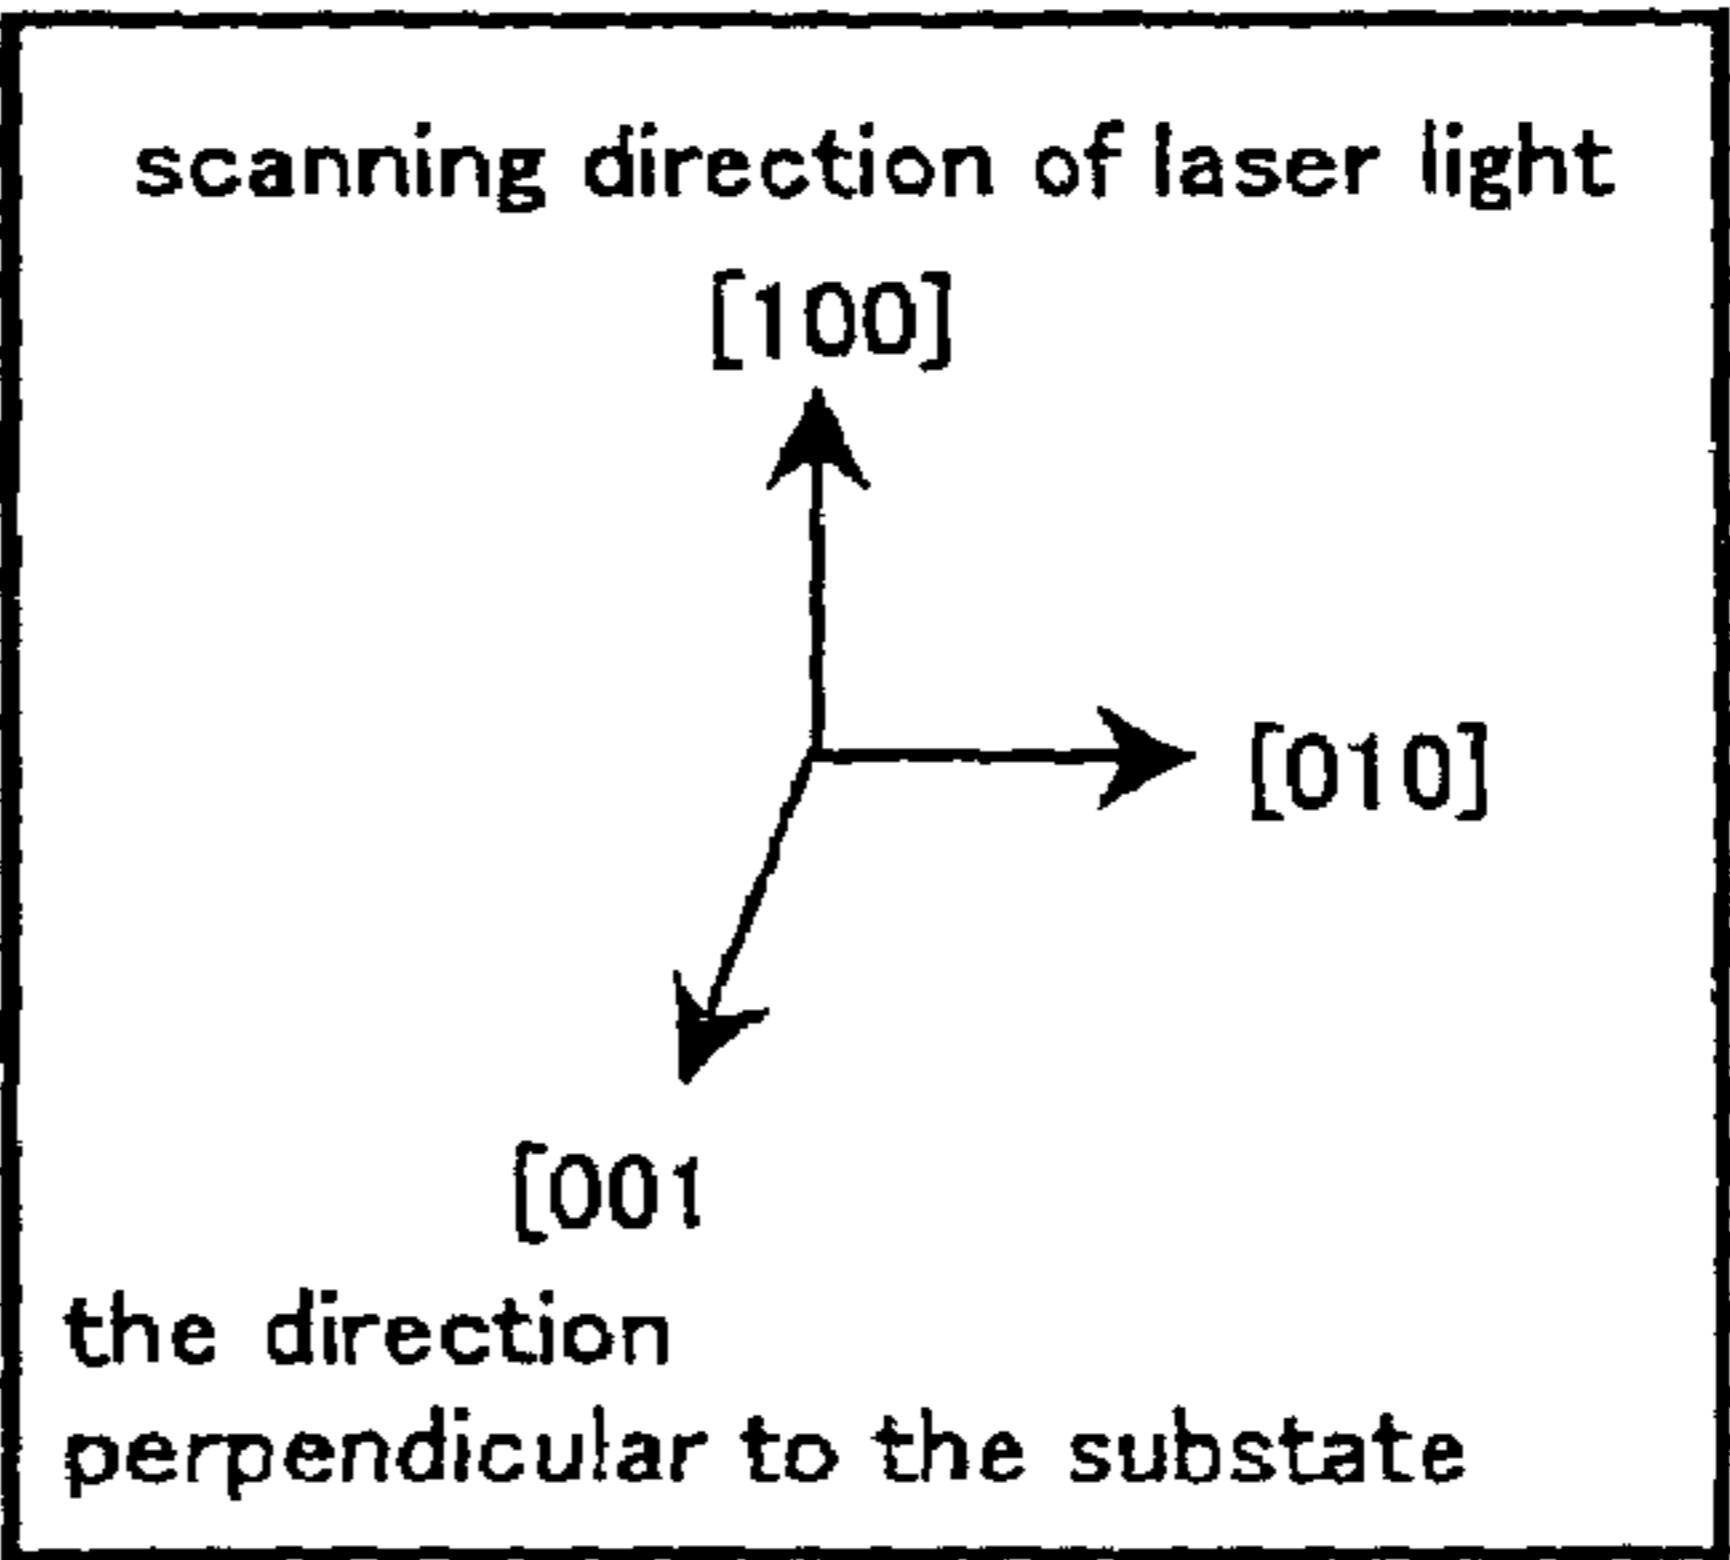 scanning direction of laser light
[100]
[010]
[001
the direction
perpendicular to the substate